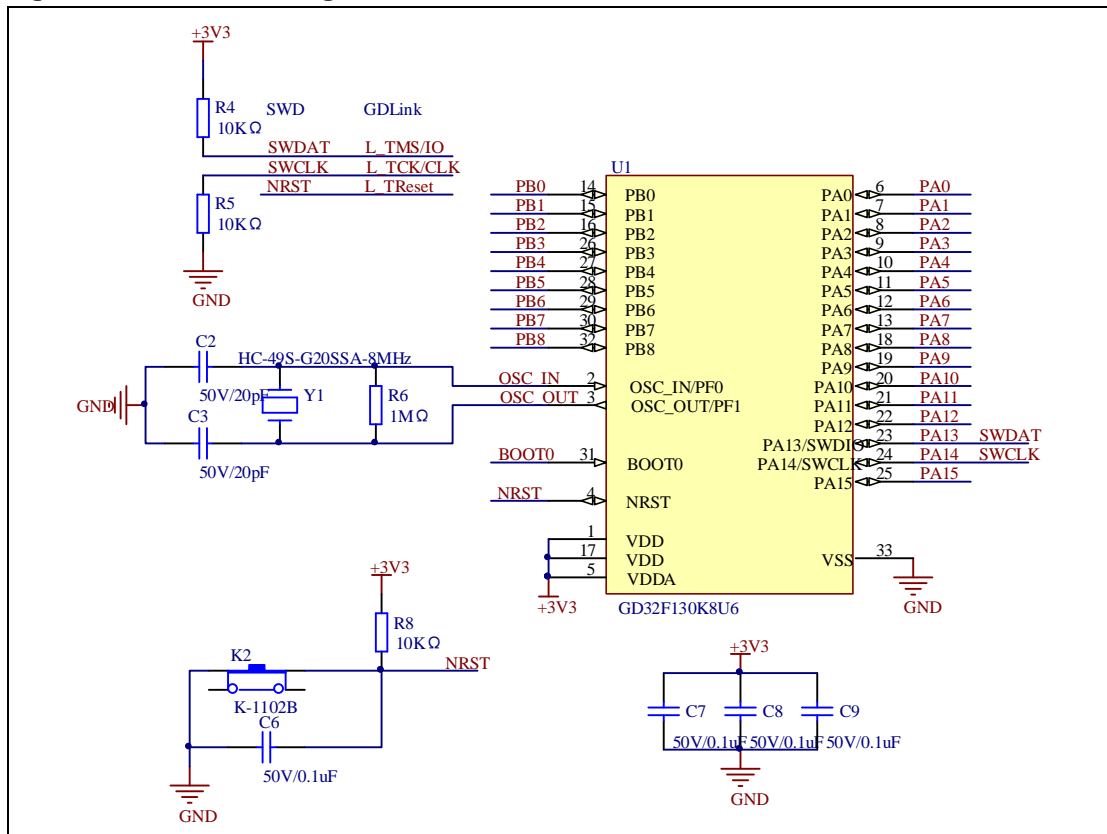 +3V3
R4
10KΩ
SWD GDLink
SWDAT L_TMS/IO
SWCLK L_TCK/CLK
NRST L_TReset
R5
10KΩ
GND
U1
PB0 14 PB0 PA0 6 PA0
PB1 15 PB1 PA1 7 PA1
PB2 16 PB2 PA2 8 PA2
PB3 26 PB3 PA3 9 PA3
PB4 27 PB4 PA4 10 PA4
PB5 28 PB5 PA5 11 PA5
PB6 29 PB6 PA6 12 PA6
PB7 30 PB7 PA7 13 PA7
PB8 32 PB8 PA8 18 PA8
PA9 19 PA9
OSC_IN 2 OSC_IN/PF0 PA10 20 PA10
OSC_OUT 3 OSC_OUT/PF1 PA11 21 PA11
PA12 22 PA12
PA13/SWDIO 23 PA13 SWDAT
BOOT0 31 BOOT0 PA14/SWCLK 24 PA14 SWCLK
PA15 25 PA15
NRST 4 NRST
1 VDD
17 VDD VSS 33
5 VDDA
+3V3
GD32F130K8U6
GND
C2
HC-49S-G20SSA-8MHz
50V/20pF
Y1
R6
1MΩ
GND
C3
50V/20pF
+3V3
R8
10KΩ
K2
NRST
K-1102B
C6
50V/0.1uF
GND
+3V3
C7 C8 C9
50V/0.1uF 50V/0.1uF 50V/0.1uF
GND